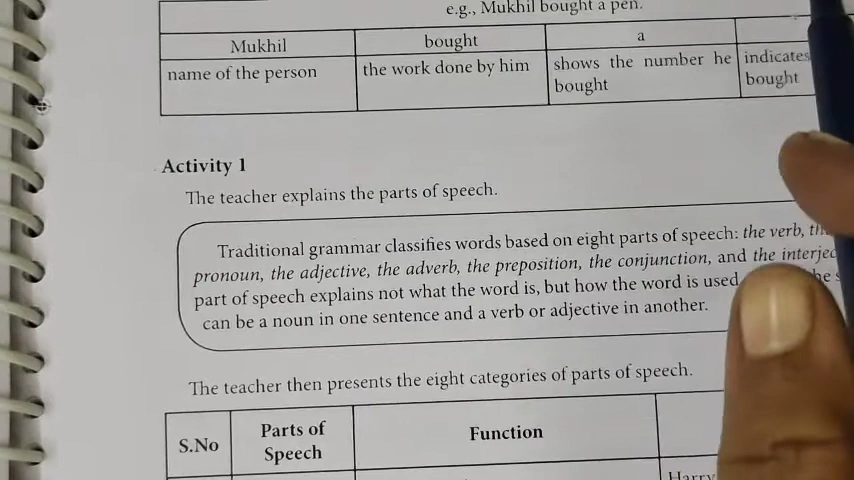 e.g., Mukhil bought a pen.
Mukhil bought a
name of the person the work done by him shows the number he indicates
bought bought
Activity 1
The teacher explains the parts of speech.
Traditional grammar classifies words based on eight parts of speech: the verb,
pronoun, the adjective, the adverb, the preposition, the conjunction, and the
part of speech explains not what the word is, but how the word is used
can be a noun in one sentence and a verb or adjective in another.
The teacher then presents the eight categories of parts of speech.
S.No Parts of Speech Function
Harry